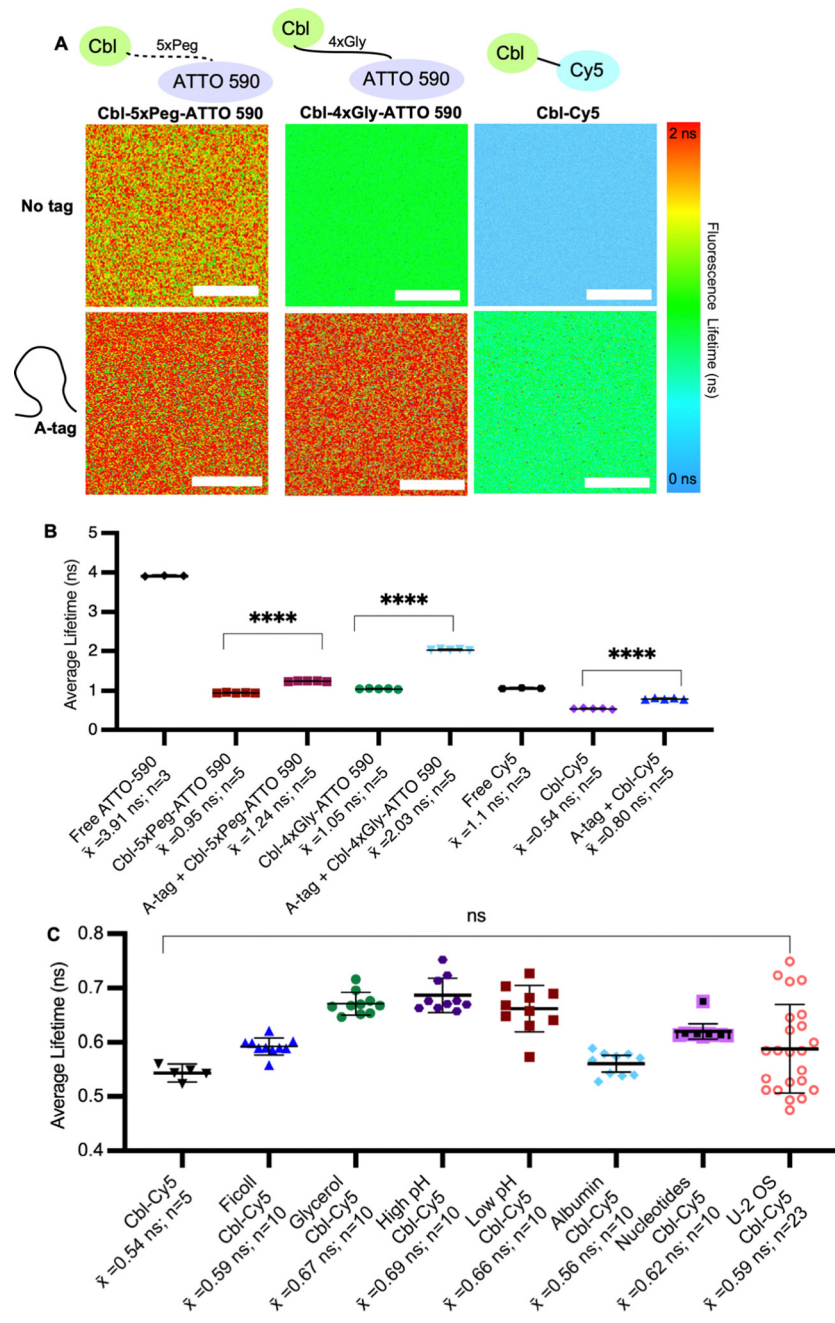 A
Cbl
5xPeg
ATTO 590
Cbl
4xGly
ATTO 590
Cbl
Cy5
Cbl-5xPeg-ATTO 590
Cbl-4xGly-ATTO 590
Cbl-Cy5
No tag
A-tag
2 ns
Fluorescence Lifetime (ns)
0 ns
B
Average Lifetime (ns)
5
4
3
2
1
0
****
****
****
Free ATTO-590
x̄ =3.91 ns; n=3
Cbl-5xPeg-ATTO 590
x̄ =0.95 ns; n=5
A-tag + Cbl-5xPeg-ATTO 590
x̄ =1.24 ns; n=5
Cbl-4xGly-ATTO 590
x̄ =1.05 ns; n=5
A-tag + Cbl-4xGly-ATTO 590
x̄ =2.03 ns; n=5
Free Cy5
x̄ =1.1 ns; n=3
Cbl-Cy5
x̄ =0.54 ns; n=5
A-tag + Cbl-Cy5
x̄ =0.80 ns; n=5
C
Average Lifetime (ns)
0.8
0.7
0.6
0.5
0.4
ns
Cbl-Cy5
x̄ =0.54 ns; n=5
Ficoll
Cbl-Cy5
x̄ =0.59 ns; n=10
Glycerol
Cbl-Cy5
x̄ =0.67 ns; n=10
High pH
Cbl-Cy5
x̄ =0.69 ns; n=10
Low pH
Cbl-Cy5
x̄ =0.66 ns; n=10
Albumin
Cbl-Cy5
x̄ =0.56 ns; n=10
Nucleotides
Cbl-Cy5
x̄ =0.62 ns; n=10
U-2 OS
Cbl-Cy5
x̄ =0.59 ns; n=23